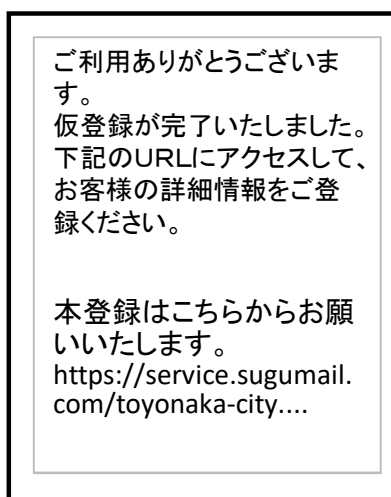 ご利用ありがとうございま
す。
仮登録が完了いたしました。
下記のURLにアクセスして、
お客様の詳細情報をご登
録ください。
本登録はこちらからお願
いいたします。
https://service.sugumail.
com/toyonaka-city....